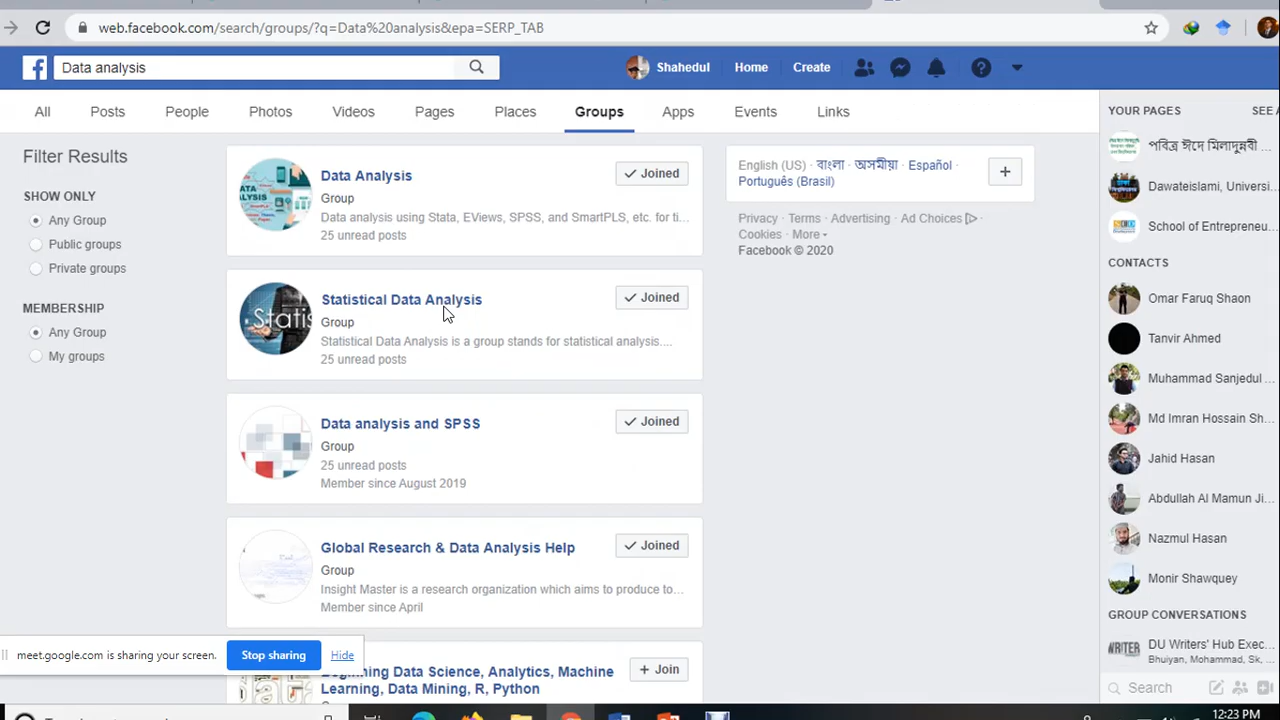 web.facebook.com/search/groups/?q=Data%20analysis&epa=SERP_TAB
Data analysis
Shahedul
Home
Create
All
Posts
People
Photos
Videos
Pages
Places
Groups
Apps
Events
Links
Filter Results
SHOW ONLY
Any Group
Public groups
Private groups
MEMBERSHIP
Any Group
My groups
Data Analysis
Joined
Group
Data analysis using Stata, EViews, SPSS, and SmartPLS, etc. for ti...
25 unread posts
Statistical Data Analysis
Joined
Group
Statistical Data Analysis is a group stands for statistical analysis....
25 unread posts
Statis
Data analysis and SPSS
Joined
Group
25 unread posts
Member since August 2019
Global Research & Data Analysis Help
Joined
Group
Insight Master is a research organization which aims to produce to...
Member since April
Beginning Data Science, Analytics, Machine
Learning, Data Mining, R, Python
+ Join
English (US) · বাংলা · অসমীয়া · Español ·
Português (Brasil)
Privacy · Terms · Advertising · Ad Choices ·
Cookies · More
Facebook © 2020
YOUR PAGES
SEE A
পবিত্র ঈদে মিলাদুন্নবী ...
Dawateislami, Universi...
School of Entrepreneu...
CONTACTS
Omar Faruq Shaon
Tanvir Ahmed
Muhammad Sanjedul ...
Md Imran Hossain Sh...
Jahid Hasan
Abdullah Al Mamun Ji...
Nazmul Hasan
Monir Shawquey
GROUP CONVERSATIONS
DU Writers' Hub Exec...
Bhuiyan, Mohammad, Sk, ...
Search
meet.google.com is sharing your screen.
Stop sharing
Hide
12:23 PM